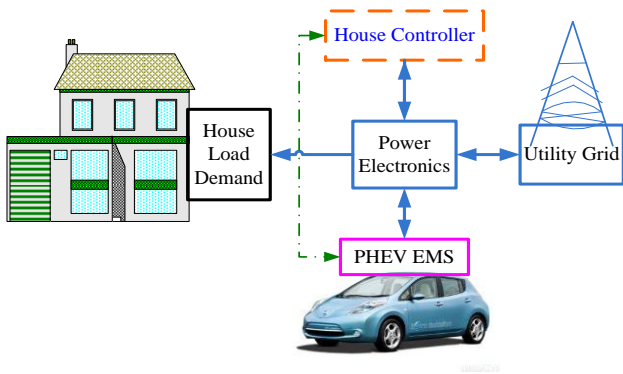 House Controller
House
Load
Demand
Power
Electronics
Utility Grid
PHEV EMS